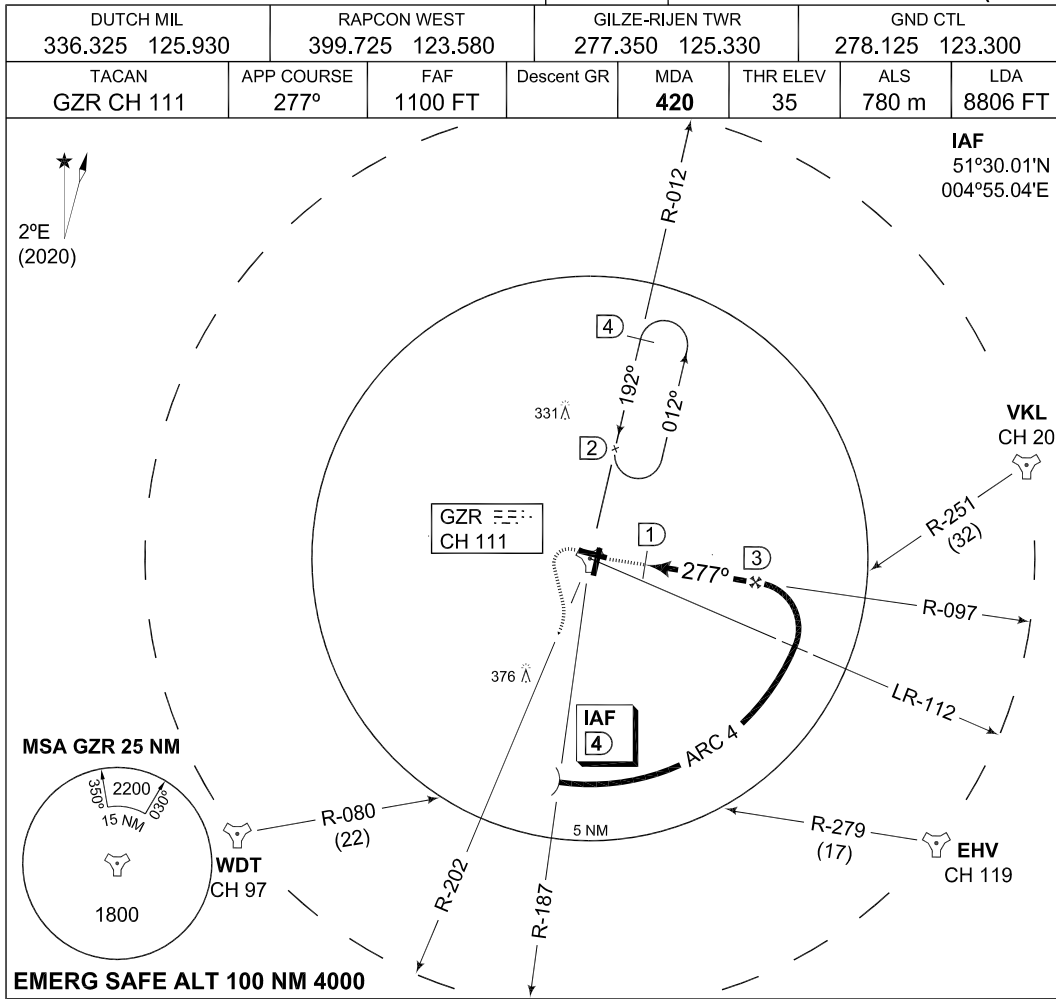 DUTCH MIL
336.325 125.930
RAPCON WEST
399.725 123.580
GILZE-RIJEN TWR
277.350 125.330
GND CTL
278.125 123.300
TACAN
GZR CH 111
APP COURSE
277º
FAF
1100 FT
Descent GR
MDA
420
THR ELEV
35
ALS
780 m
LDA
8806 FT
IAF
51º30.01'N
004º55.04'E
2ºE
(2020)
R-012
4
192º
012º
331
2
VKL
CH 20
R-251
(32)
GZR
CH 111
1
277º
3
R-097
LR-112
376
IAF
4
ARC 4
MSA GZR 25 NM
350º
2200
030º
15 NM
1800
R-080
(22)
WDT
CH 97
5 NM
R-279
(17)
EHV
CH 119
R-202
R-187
EMERG SAFE ALT 100 NM 4000